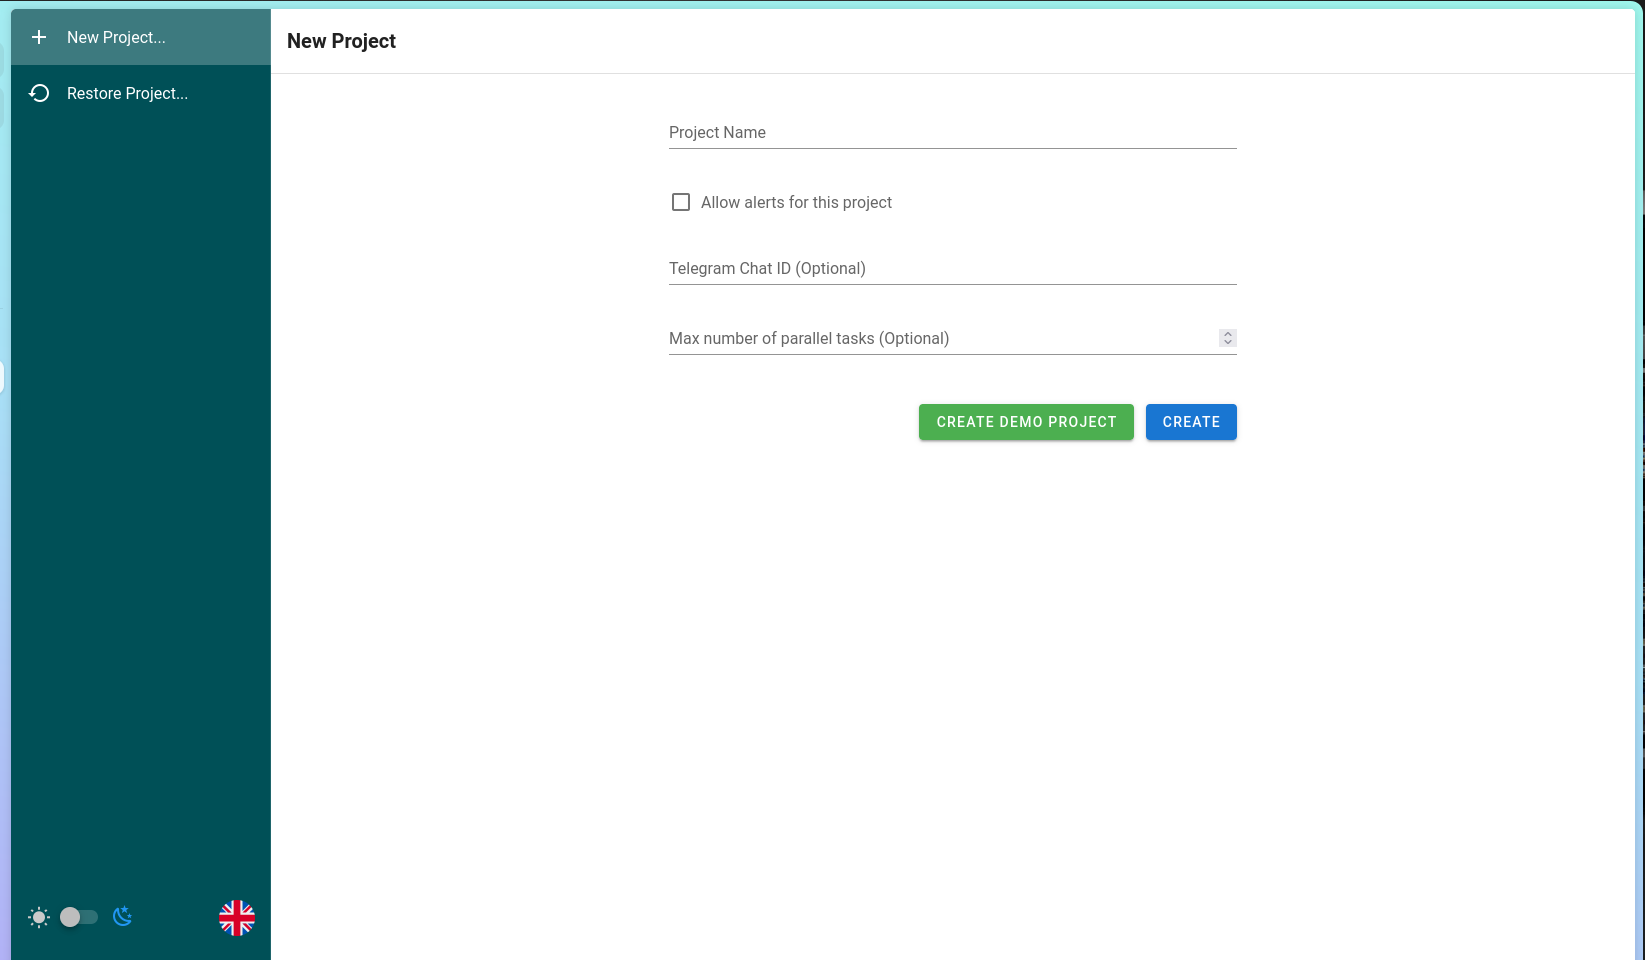 New Project...
Restore Project...
New Project
Project Name
Allow alerts for this project
Telegram Chat ID (Optional)
Max number of parallel tasks (Optional)
CREATE DEMO PROJECT
CREATE